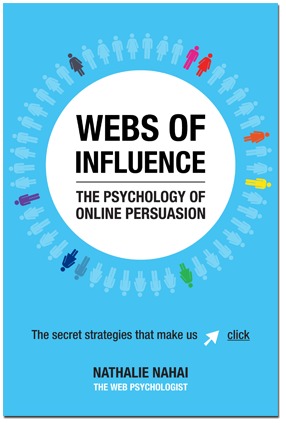 WEBS OF
INFLUENCE
THE PSYCHOLOGY OF
ONLINE PERSUASION
The secret strategies that make us click
NATHALIE NAHAI
THE WEB PSYCHOLOGIST